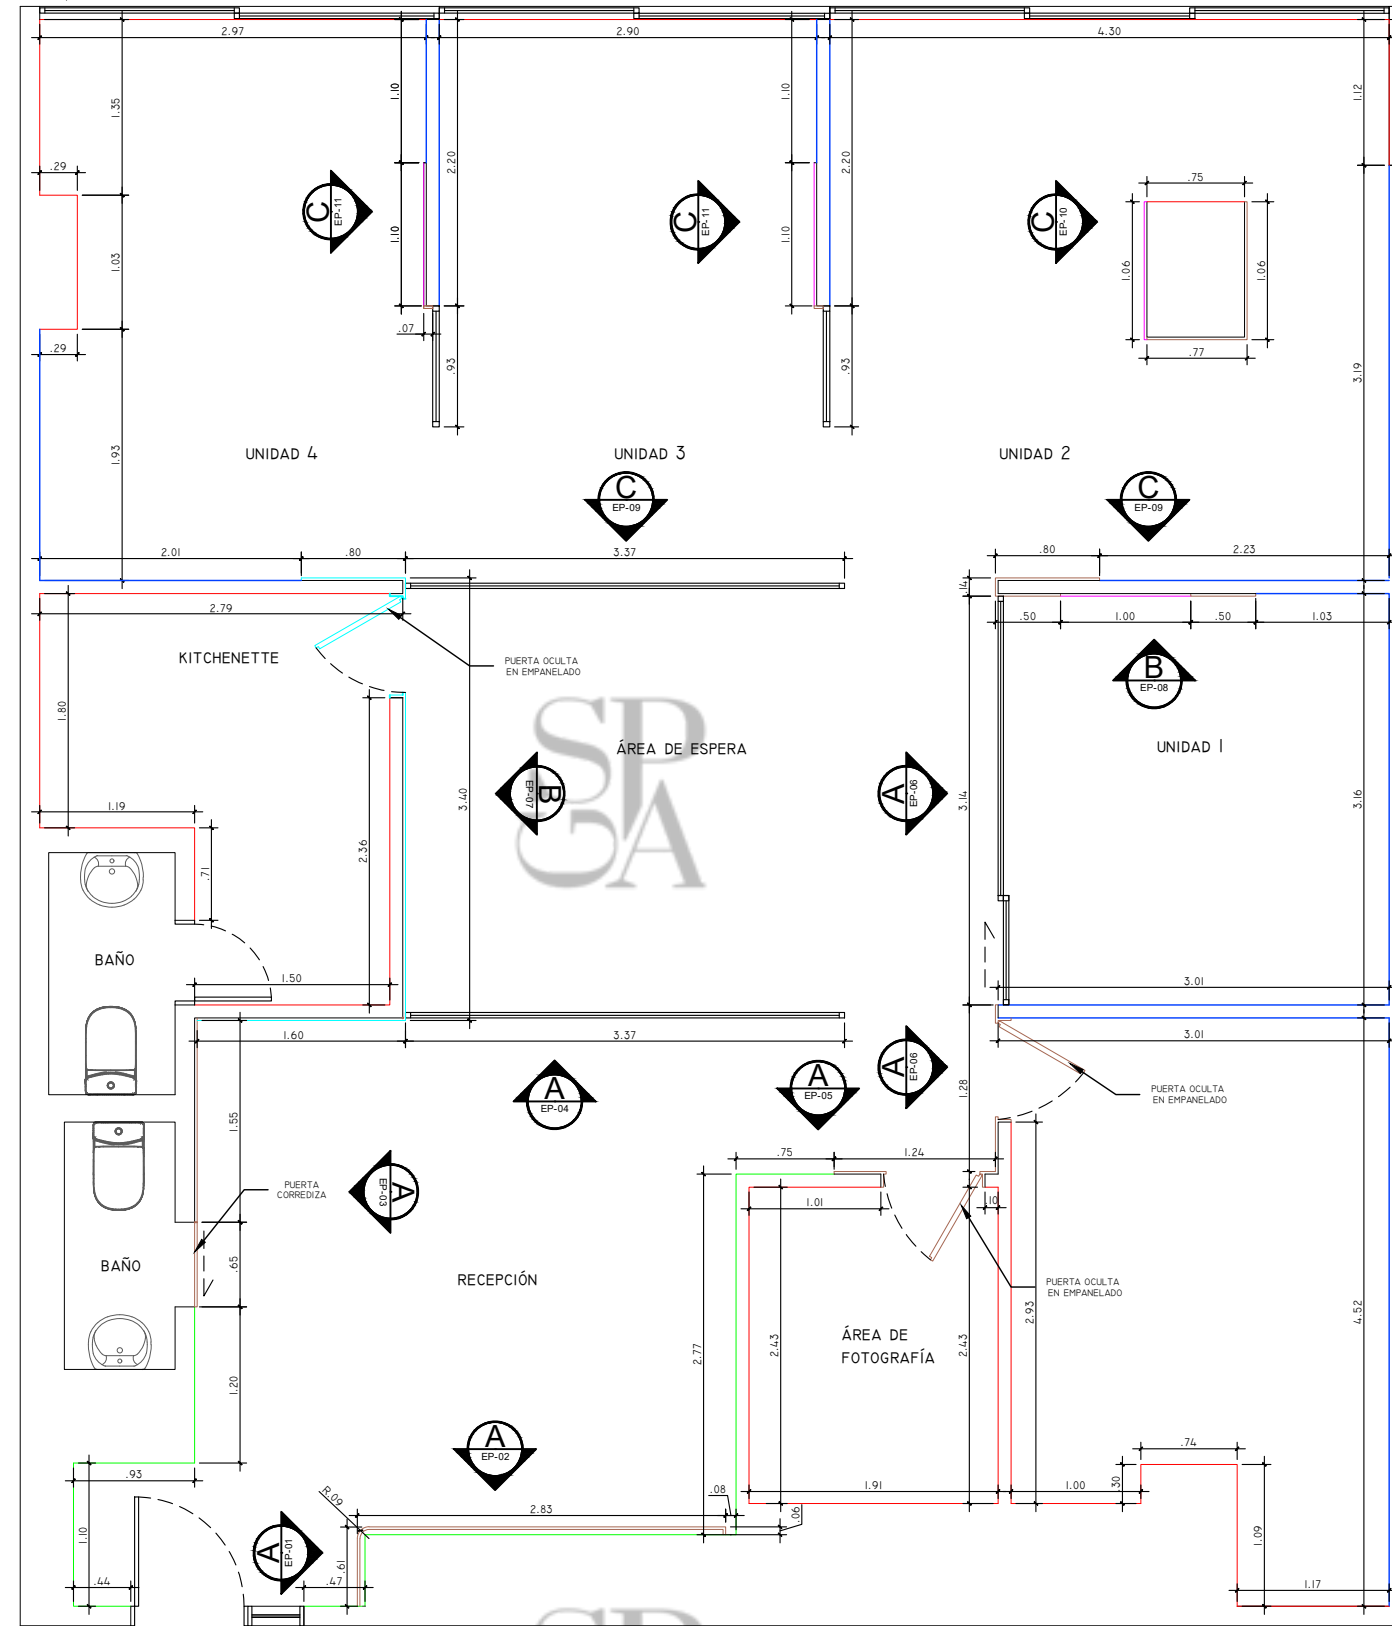 2.97
2.90
4.30
1.35
1.10
1.10
1.12
2.20
2.20
.29
.75
C
EP-11
C
EP-11
C
EP-10
1.10
1.10
1.03
1.06
1.06
.07
.29
.77
.93
.93
3.19
1.93
UNIDAD 4
UNIDAD 3
UNIDAD 2
C
EP-09
C
EP-09
2.01
.80
3.37
.80
2.23
.14
2.79
.50
1.00
.50
1.03
KITCHENETTE
PUERTA OCULTA
EN EMPANELADO
B
EP-08
1.80
SPGA
ÁREA DE ESPERA
UNIDAD 1
B
EP-07
A
EP-06
3.40
3.14
3.16
1.19
.71
2.36
BAÑO
1.50
3.01
1.60
3.37
3.01
A
EP-04
A
EP-05
A
EP-06
1.28
PUERTA OCULTA
EN EMPANELADO
1.55
.75
1.24
PUERTA
CORREDIZA
A
EP-03
1.01
.10
BAÑO
.65
RECEPCIÓN
PUERTA OCULTA
EN EMPANELADO
2.93
4.52
ÁREA DE
FOTOGRAFÍA
2.77
2.43
2.43
1.20
A
EP-02
.74
.93
.30
R.09
2.83
.08
1.91
1.00
.06
1.10
A
EP-01
1.09
.61
.44
.47
1.17